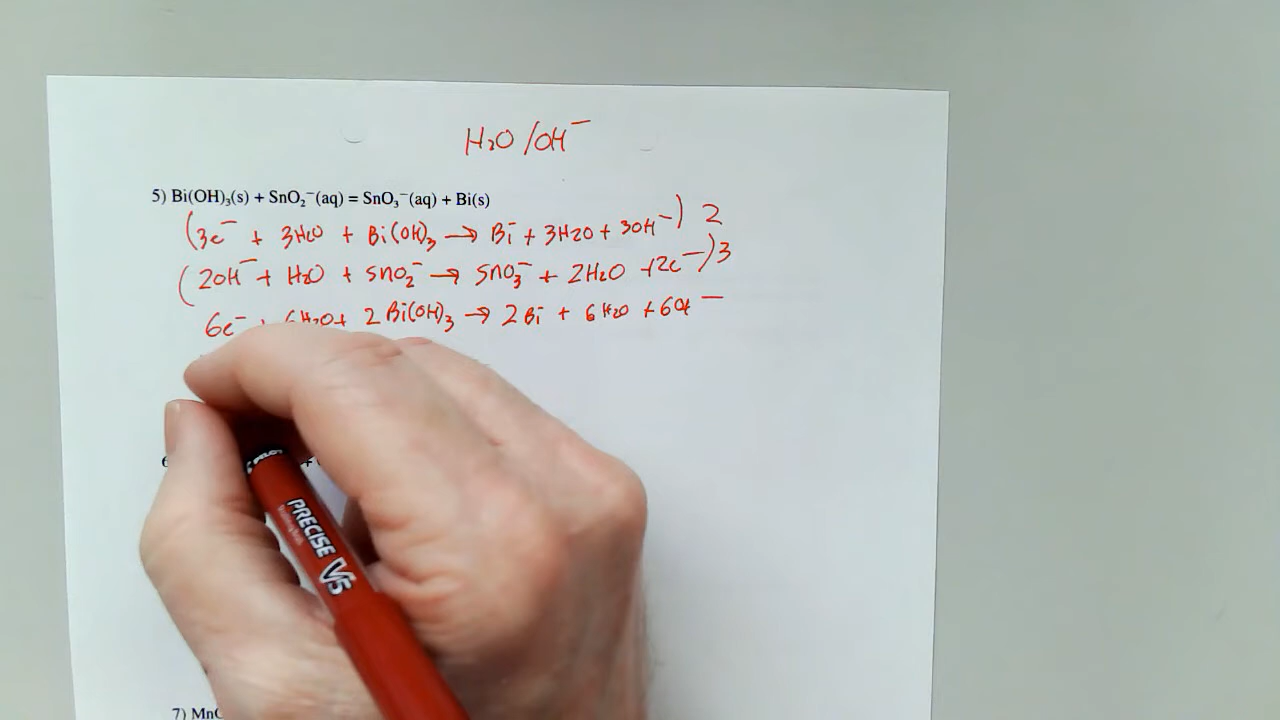 H₂O/OH⁻
5) Bi(OH)₃(s) + SnO₂⁻(aq) = SnO₃⁻(aq) + Bi(s)
(3e⁻ + 3H₂O + Bi(OH)₃ → Bi + 3H₂O + 3OH⁻) 2
(2OH⁻ + H₂O + SnO₂⁻ → SnO₃⁻ + 2H₂O + 2e⁻) 3
6e⁻ + 6H₂O + 2Bi(OH)₃ → 2Bi + 6H₂O + 6OH⁻
PRECISE V5
7) Mn